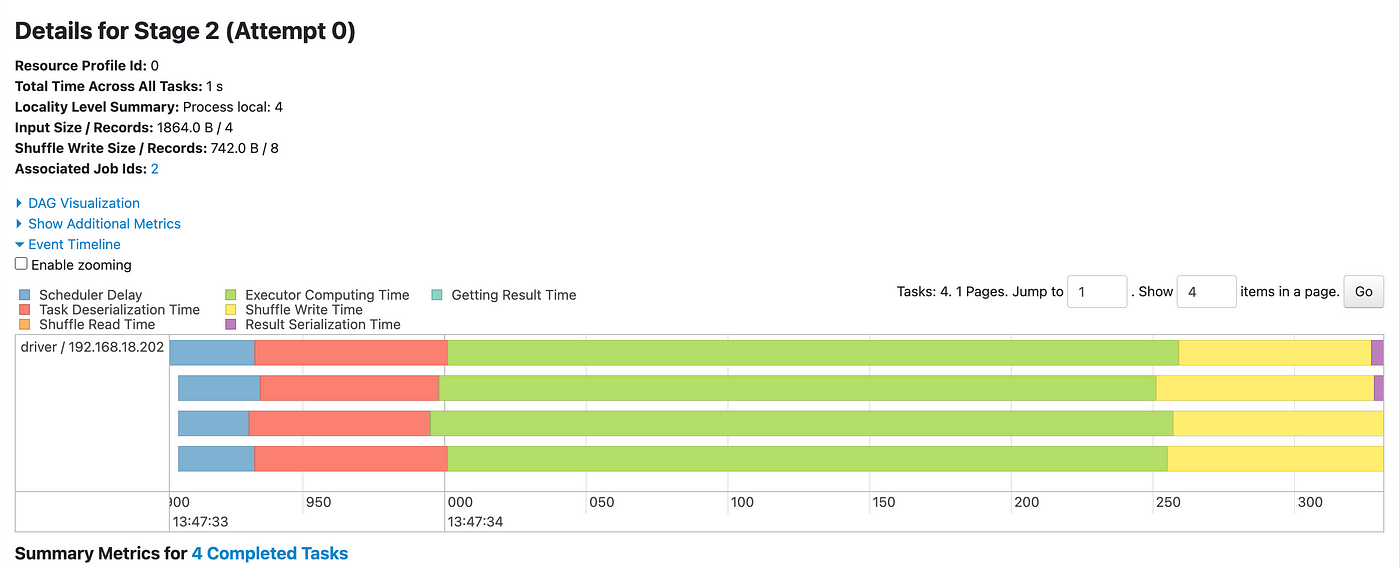 Details for Stage 2 (Attempt 0)
Resource Profile Id: 0
Total Time Across All Tasks: 1 s
Locality Level Summary: Process local: 4
Input Size / Records: 1864.0 B / 4
Shuffle Write Size / Records: 742.0 B / 8
Associated Job Ids: 2
DAG Visualization
Show Additional Metrics
Event Timeline
Enable zooming
Scheduler Delay Executor Computing Time Getting Result Time
Task Deserialization Time Shuffle Write Time
Shuffle Read Time Result Serialization Time
Tasks: 4. 1 Pages. Jump to 1 . Show 4 items in a page. Go
driver / 192.168.18.202
950 000 050 100 150 200 250 300
13:47:33 13:47:34
Summary Metrics for 4 Completed Tasks